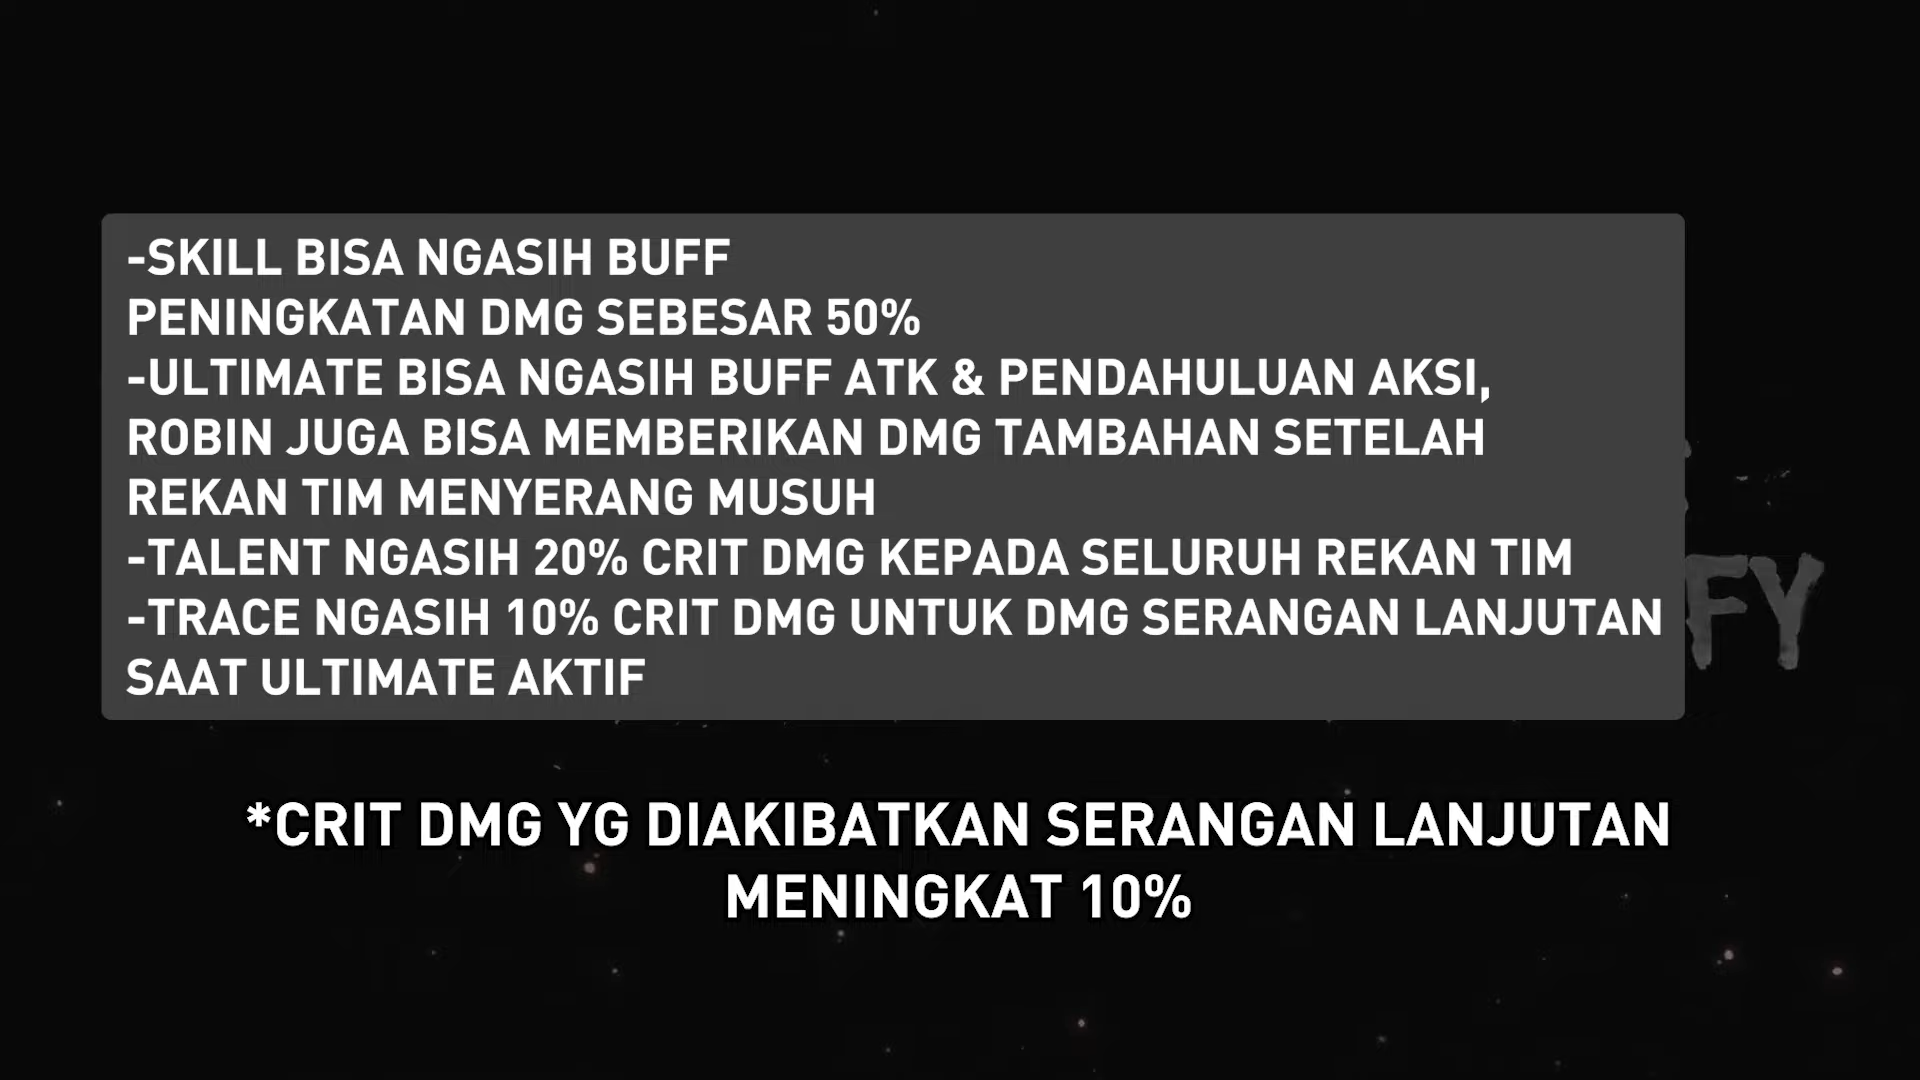 -SKILL BISA NGASIH BUFF
PENINGKATAN DMG SEBESAR 50%
-ULTIMATE BISA NGASIH BUFF ATK & PENDAHULUAN AKSI,
ROBIN JUGA BISA MEMBERIKAN DMG TAMBAHAN SETELAH
REKAN TIM MENYERANG MUSUH
-TALENT NGASIH 20% CRIT DMG KEPADA SELURUH REKAN TIM
-TRACE NGASIH 10% CRIT DMG UNTUK DMG SERANGAN LANJUTAN
SAAT ULTIMATE AKTIF
*CRIT DMG YG DIAKIBATKAN SERANGAN LANJUTAN
MENINGKAT 10%